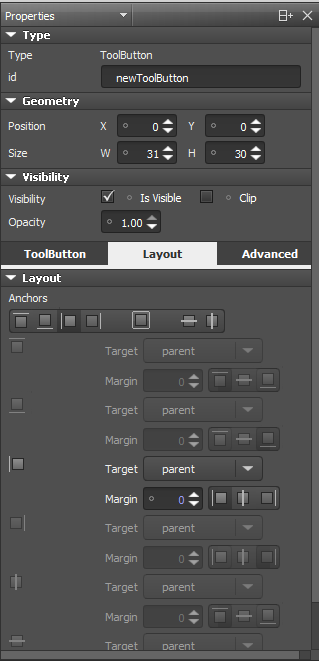 Properties
Type
Type ToolButton
id newToolButton
Geometry
Position X 0 Y 0
Size W 31 H 30
Visibility
Visibility Is Visible Clip
Opacity 1.00
ToolButton Layout Advanced
Layout
Anchors
Target parent
Margin 0
Target parent
Margin 0
Target parent
Margin 0
Target parent
Margin 0
Target parent
Margin 0
Target parent